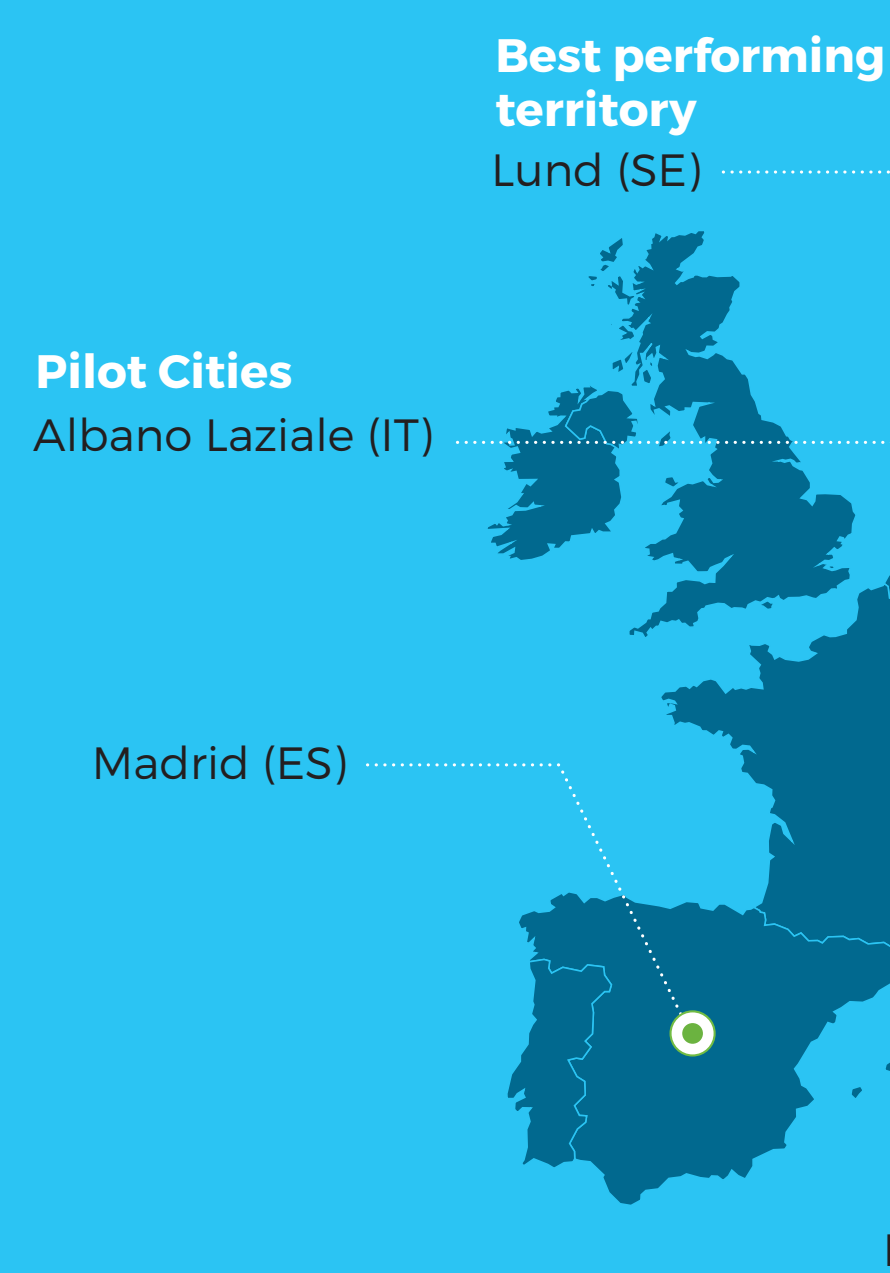 Best performing
territory
Lund (SE)
Pilot Cities
Albano Laziale (IT)
Madrid (ES)